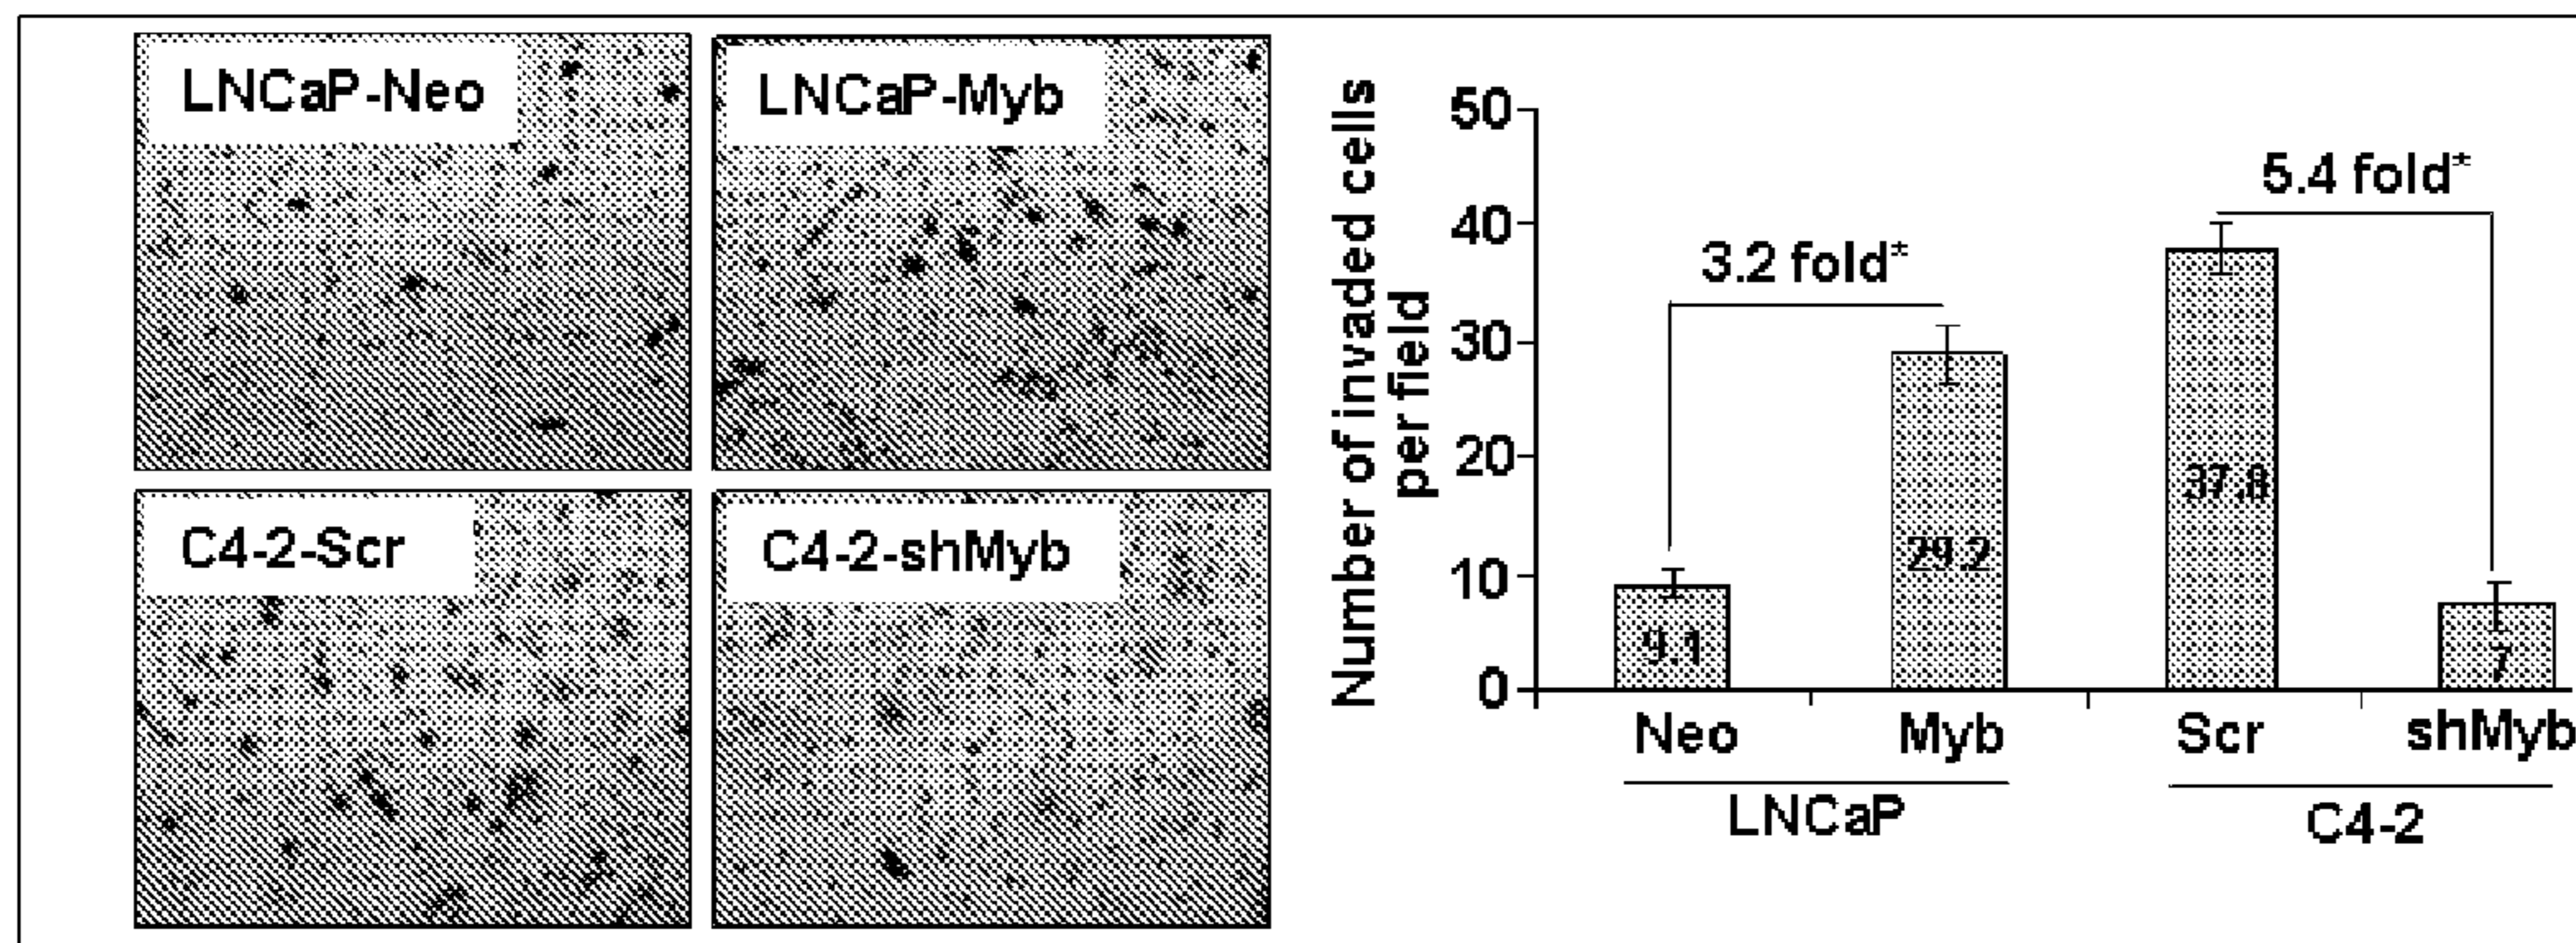 LNCaP-Neo
LNCaP-Myb
C4-2-Scr
C4-2-shMyb
Number of invaded cells
per field
50
40
30
20
10
0
3.2 fold*
5.4 fold*
9.1
29.2
37.8
7
Neo
Myb
Scr
shMyb
LNCaP
C4-2